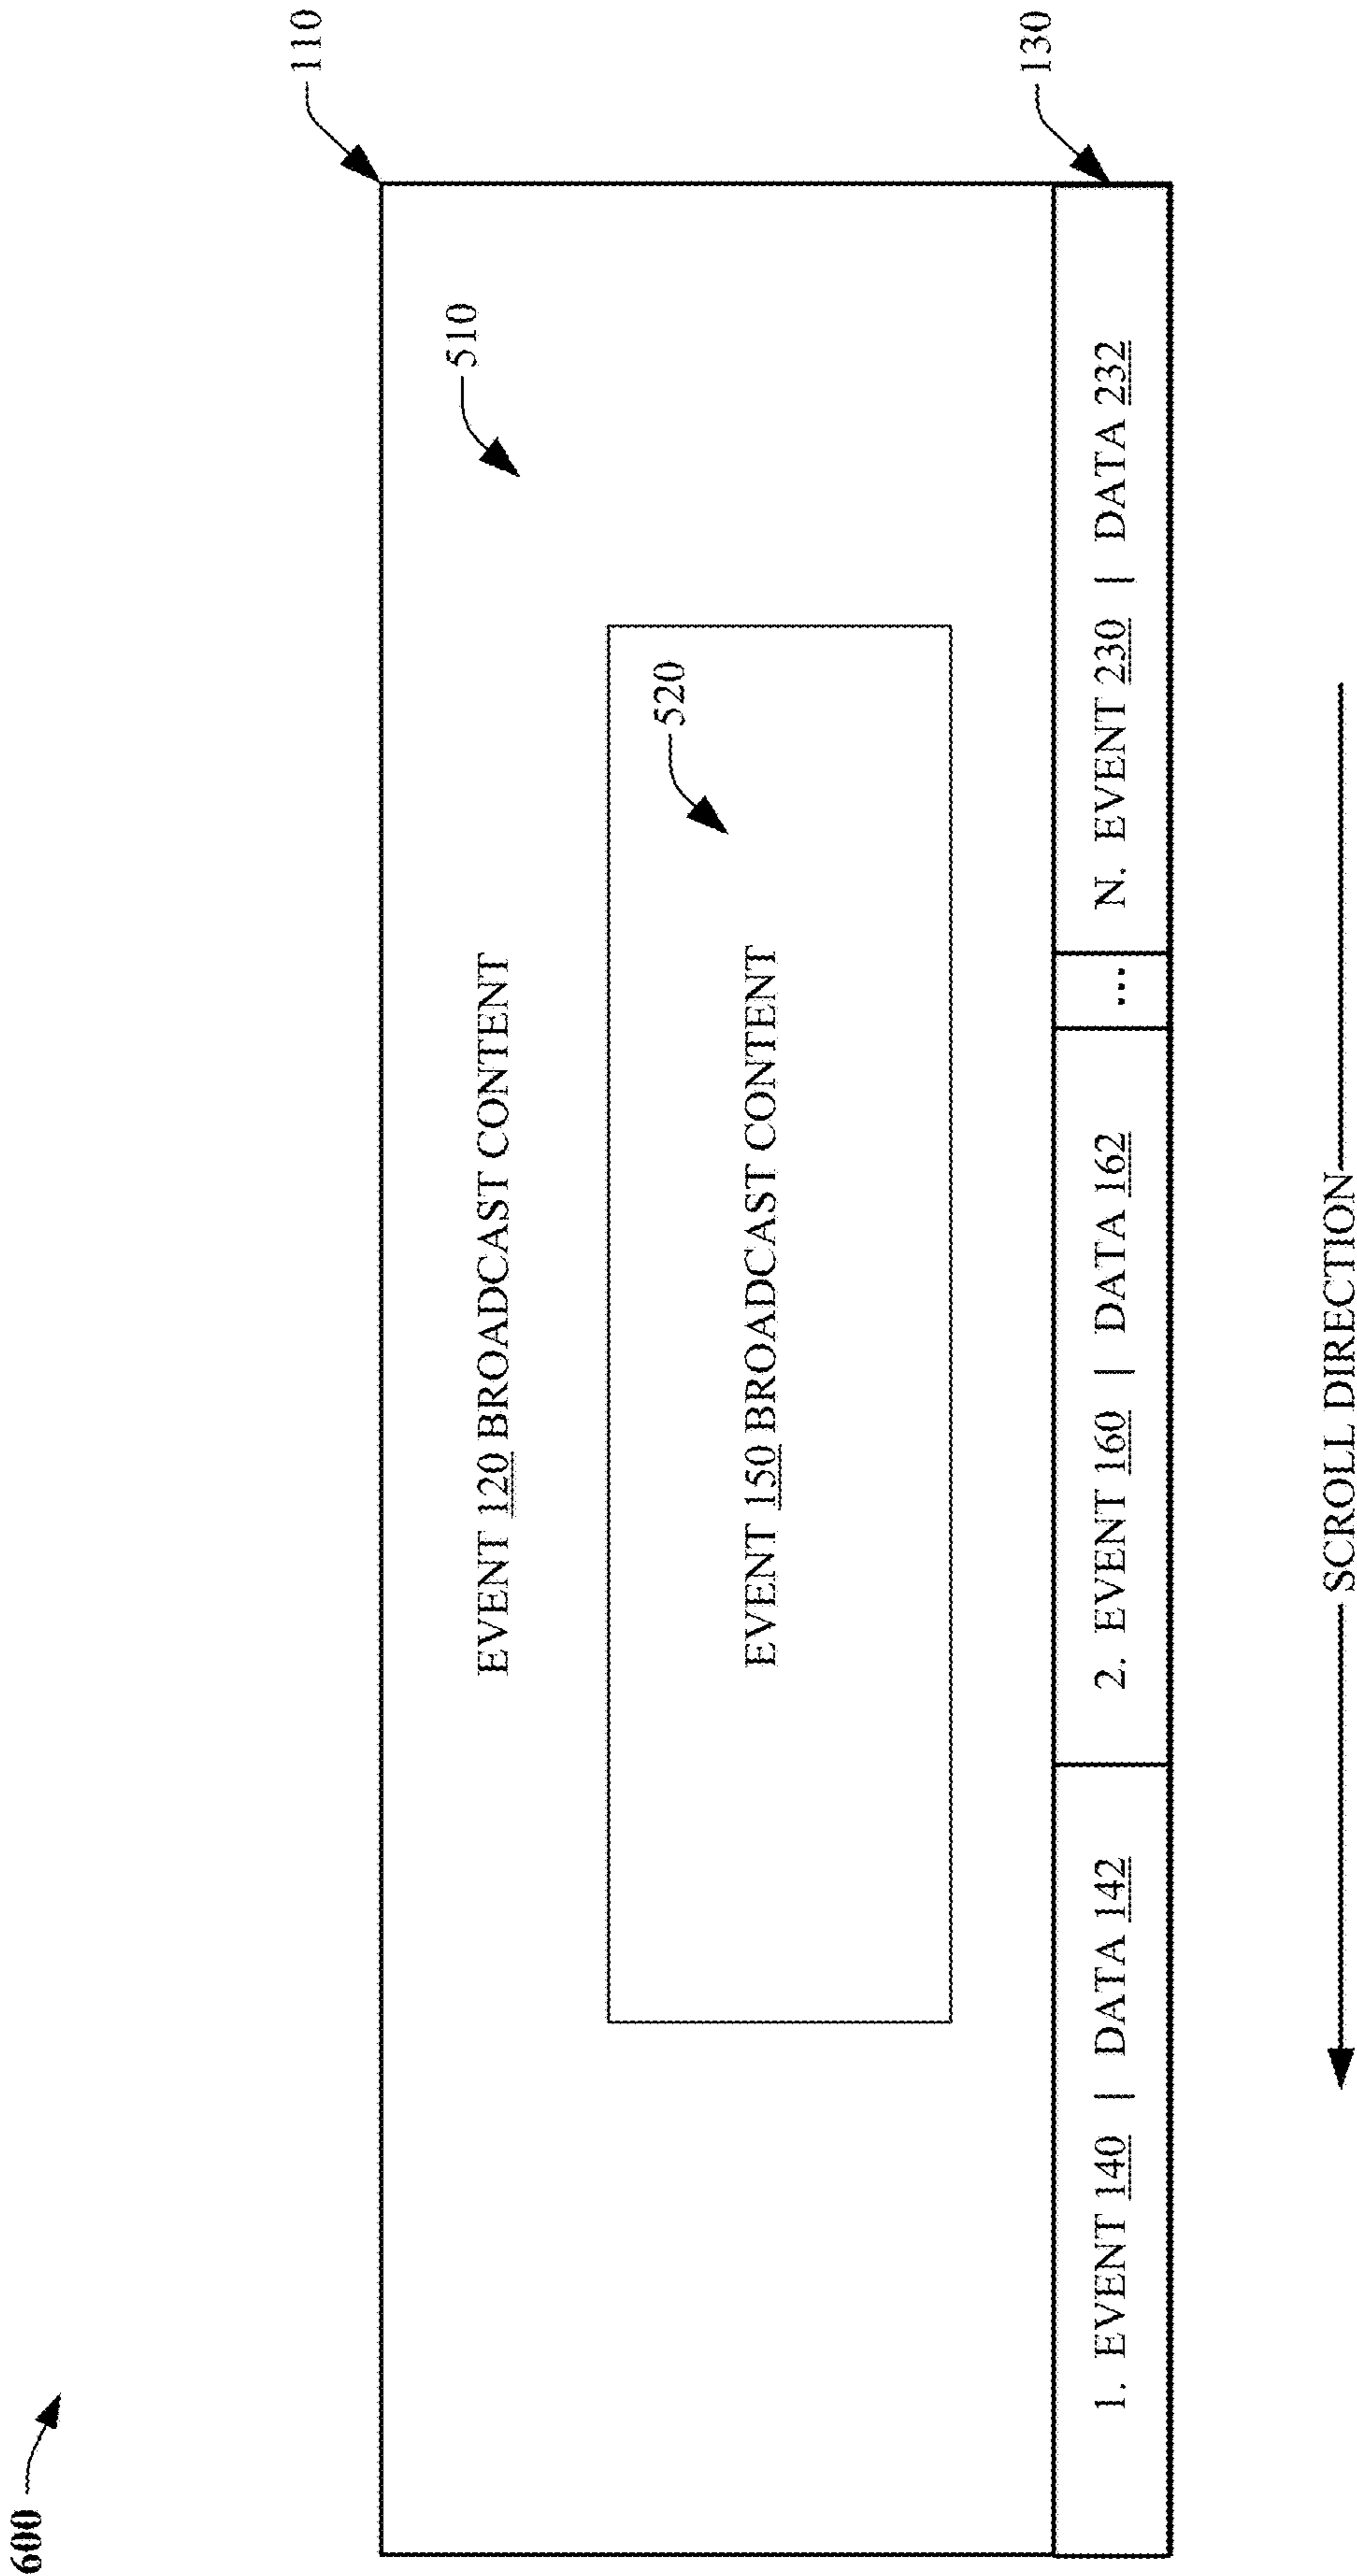 600
110
510
EVENT 120 BROADCAST CONTENT
520
EVENT 150 BROADCAST CONTENT
130
1. EVENT 140 | DATA 142
2. EVENT 160 | DATA 162
...
N. EVENT 230 | DATA 232
SCROLL DIRECTION